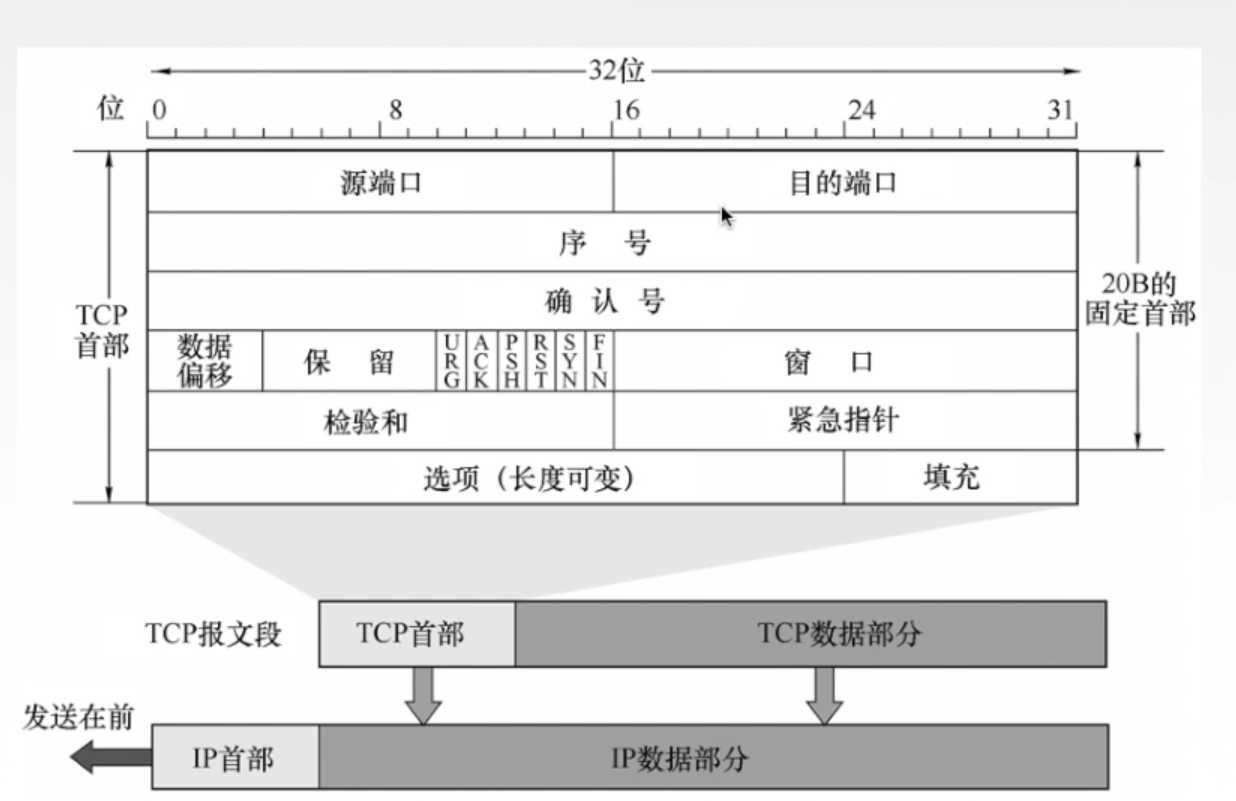 32位
位 0 8 16 24 31
源端口 目的端口
序 号
确 认 号
TCP
首部
20B的
固定首部
数据
偏移
保 留
URG
ACK
PSH
RST
SYN
FIN
窗 口
检验和 紧急指针
选项（长度可变） 填充
TCP报文段 TCP首部 TCP数据部分
发送在前
IP首部 IP数据部分